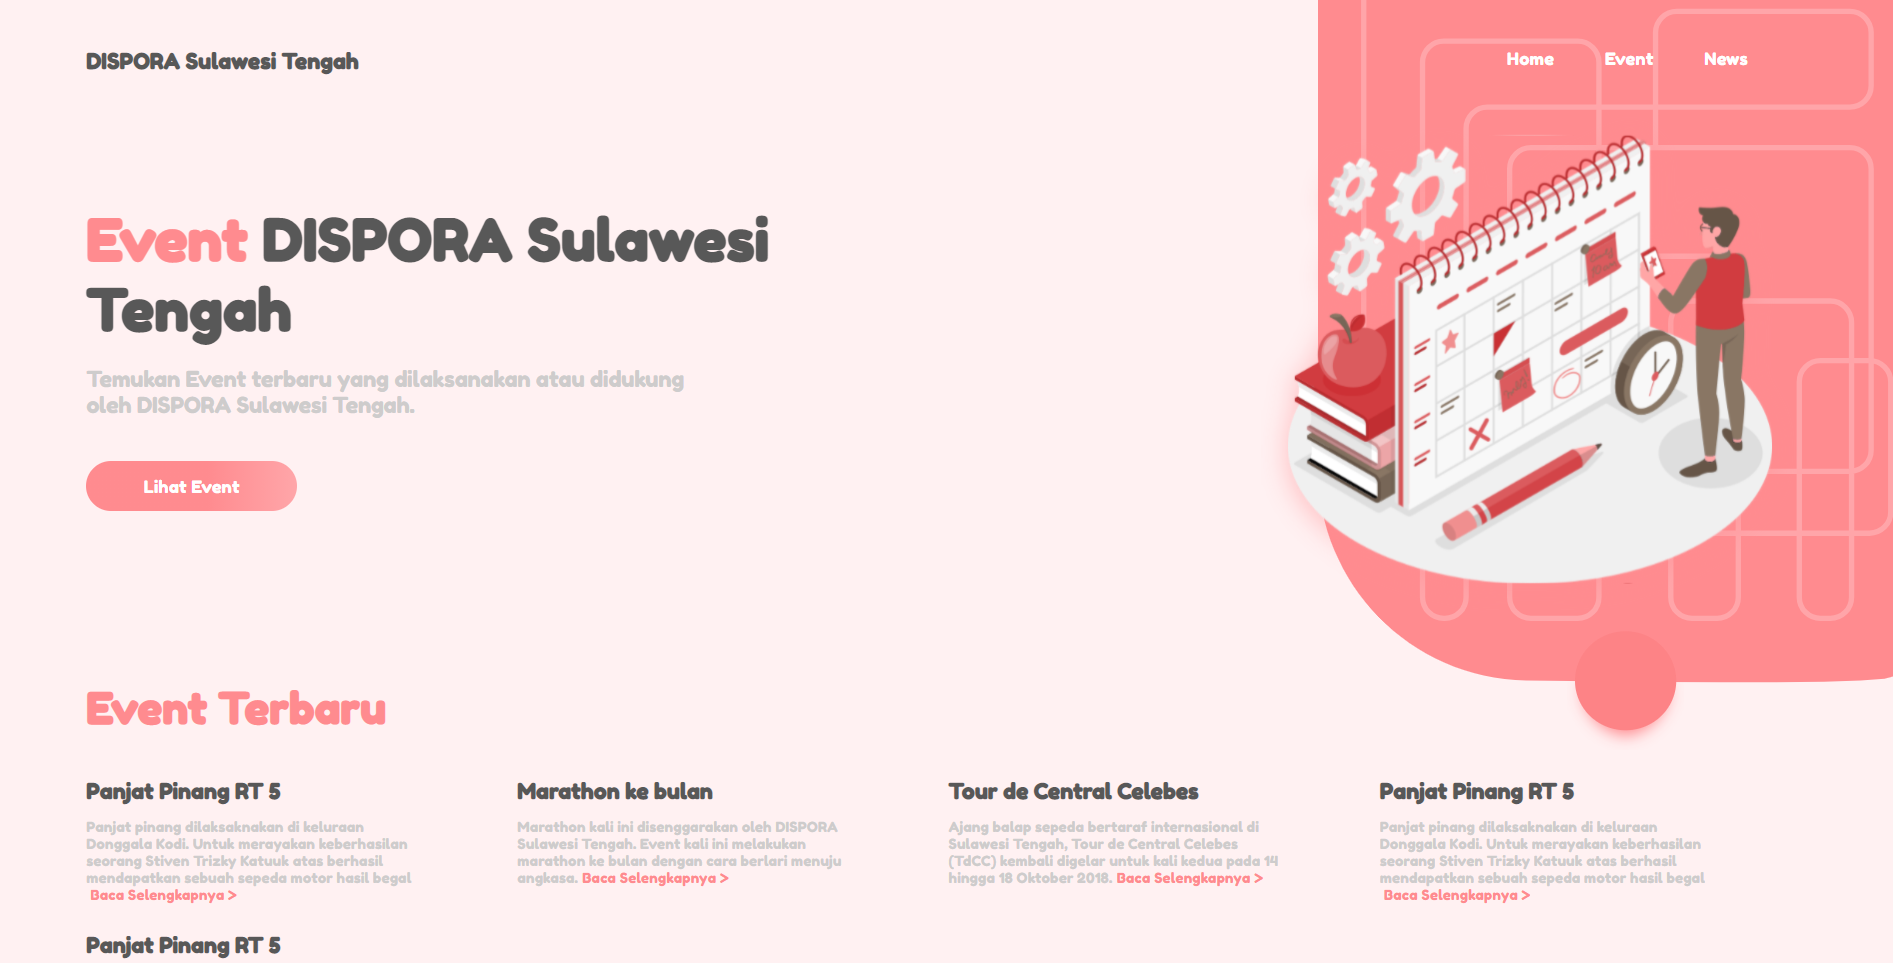 DISPORA Sulawesi Tengah
Home Event News
Event DISPORA Sulawesi
Tengah
Temukan Event terbaru yang dilaksanakan atau didukung
oleh DISPORA Sulawesi Tengah.
Lihat Event
Event Terbaru
Panjat Pinang RT 5
Panjat pinang dilaksaknakan di keluraan
Donggala Kodi. Untuk merayakan keberhasilan
seorang Stiven Trizky Katuuk atas berhasil
mendapatkan sebuah sepeda motor hasil begal
Baca Selengkapnya >
Marathon ke bulan
Marathon kali ini disenggarakan oleh DISPORA
Sulawesi Tengah. Event kali ini melakukan
marathon ke bulan dengan cara berlari menuju
angkasa. Baca Selengkapnya >
Tour de Central Celebes
Ajang balap sepeda bertaraf internasional di
Sulawesi Tengah, Tour de Central Celebes
(TdCC) kembali digelar untuk kali kedua pada 14
hingga 18 Oktober 2018. Baca Selengkapnya >
Panjat Pinang RT 5
Panjat pinang dilaksaknakan di keluraan
Donggala Kodi. Untuk merayakan keberhasilan
seorang Stiven Trizky Katuuk atas berhasil
mendapatkan sebuah sepeda motor hasil begal
Baca Selengkapnya >
Panjat Pinang RT 5